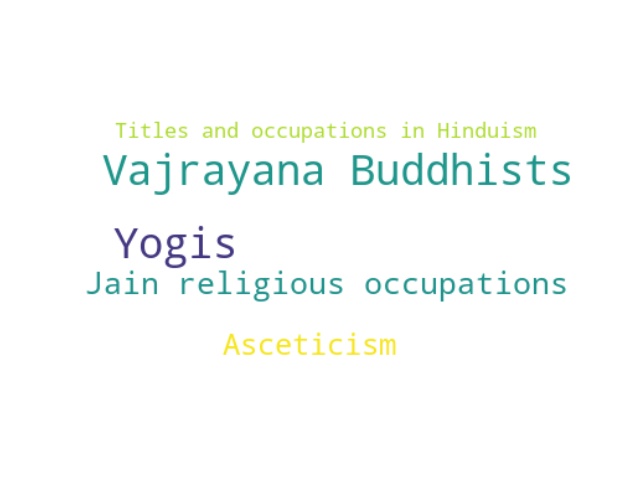 Titles and occupations in Hinduism
Vajrayana Buddhists
Yogis
Jain religious occupations
Asceticism